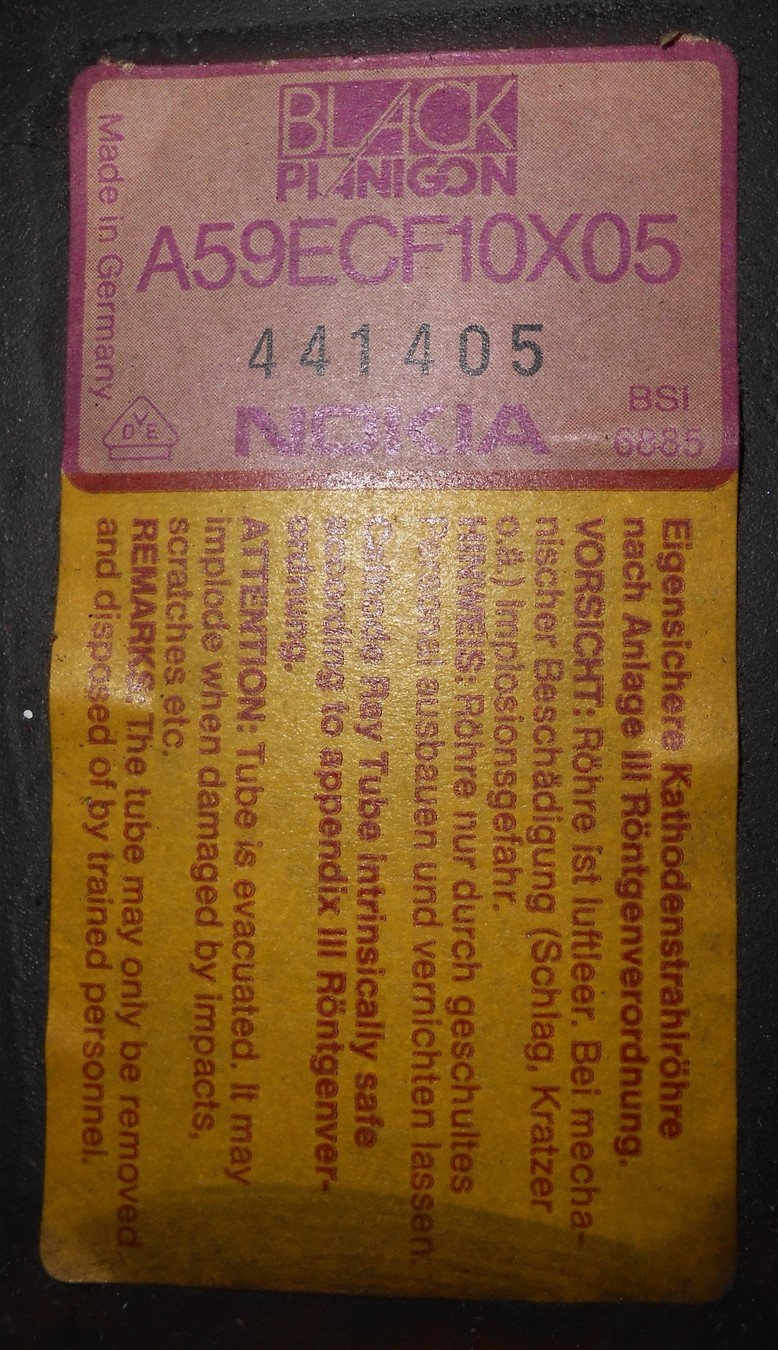 BLACK
PLANIGON
A59ECF10X05
441405
NOKIA
BSI
6885
Made in Germany
DVE
Eigensichere Kathodenstrahlröhre
nach Anlage III Röntgenverordnung.
VORSICHT: Röhre ist luftleer. Bei mecha-
nischer Beschädigung (Schlag, Kratzer
o.ä.) Implosionsgefahr.
HINWEIS: Röhre nur durch geschultes
Personal ausbauen und vernichten lassen.
Cathode Ray Tube intrinsically safe
according to appendix III Röntgenver-
ordnung.
ATTENTION: Tube is evacuated. It may
implode when damaged by impacts,
scratches etc.
REMARKS: The tube may only be removed
and disposed of by trained personnel.